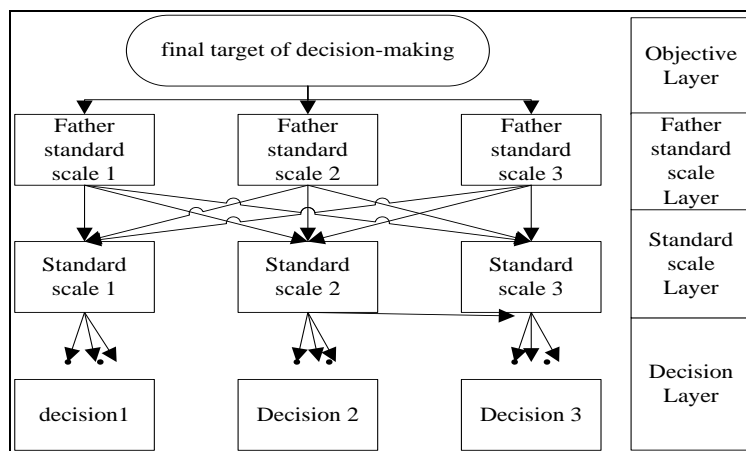 final target of decision-making
Objective
Layer
Father
standard
scale 1
Father
standard
scale 2
Father
standard
scale 3
Father
standard
scale
Layer
Standard
scale 1
Standard
scale 2
Standard
scale 3
Standard
scale
Layer
decision1
Decision 2
Decision 3
Decision
Layer